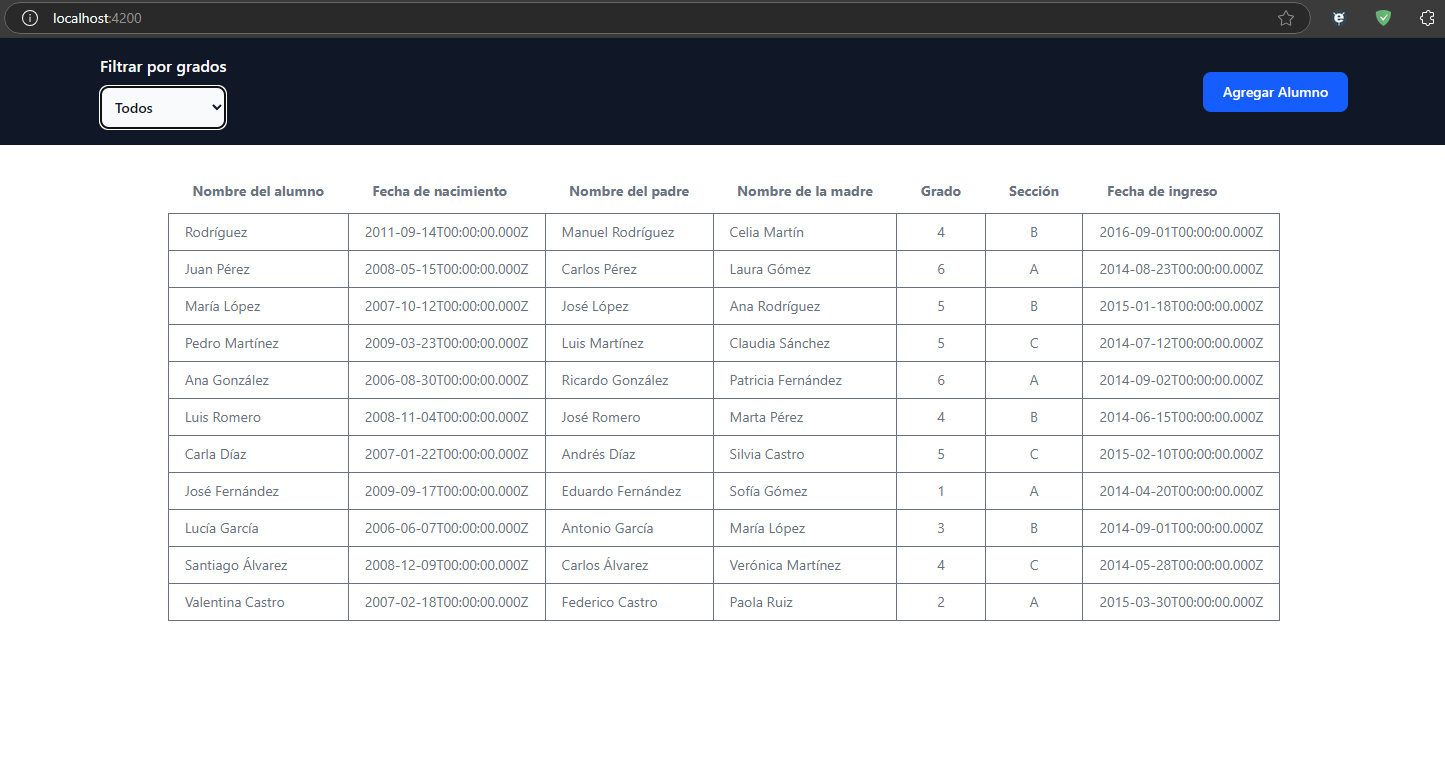 localhost:4200
Filtrar por grados
Todos
Agregar Alumno
Nombre del alumno Fecha de nacimiento Nombre del padre Nombre de la madre Grado Sección Fecha de ingreso
Rodríguez 2011-09-14T00:00:00.000Z Manuel Rodríguez Celia Martín 4 B 2016-09-01T00:00:00.000Z
Juan Pérez 2008-05-15T00:00:00.000Z Carlos Pérez Laura Gómez 6 A 2014-08-23T00:00:00.000Z
María López 2007-10-12T00:00:00.000Z José López Ana Rodríguez 5 B 2015-01-18T00:00:00.000Z
Pedro Martínez 2009-03-23T00:00:00.000Z Luis Martínez Claudia Sánchez 5 C 2014-07-12T00:00:00.000Z
Ana González 2006-08-30T00:00:00.000Z Ricardo González Patricia Fernández 6 A 2014-09-02T00:00:00.000Z
Luis Romero 2008-11-04T00:00:00.000Z José Romero Marta Pérez 4 B 2014-06-15T00:00:00.000Z
Carla Díaz 2007-01-22T00:00:00.000Z Andrés Díaz Silvia Castro 5 C 2015-02-10T00:00:00.000Z
José Fernández 2009-09-17T00:00:00.000Z Eduardo Fernández Sofía Gómez 1 A 2014-04-20T00:00:00.000Z
Lucía García 2006-06-07T00:00:00.000Z Antonio García María López 3 B 2014-09-01T00:00:00.000Z
Santiago Álvarez 2008-12-09T00:00:00.000Z Carlos Álvarez Verónica Martínez 4 C 2014-05-28T00:00:00.000Z
Valentina Castro 2007-02-18T00:00:00.000Z Federico Castro Paola Ruiz 2 A 2015-03-30T00:00:00.000Z